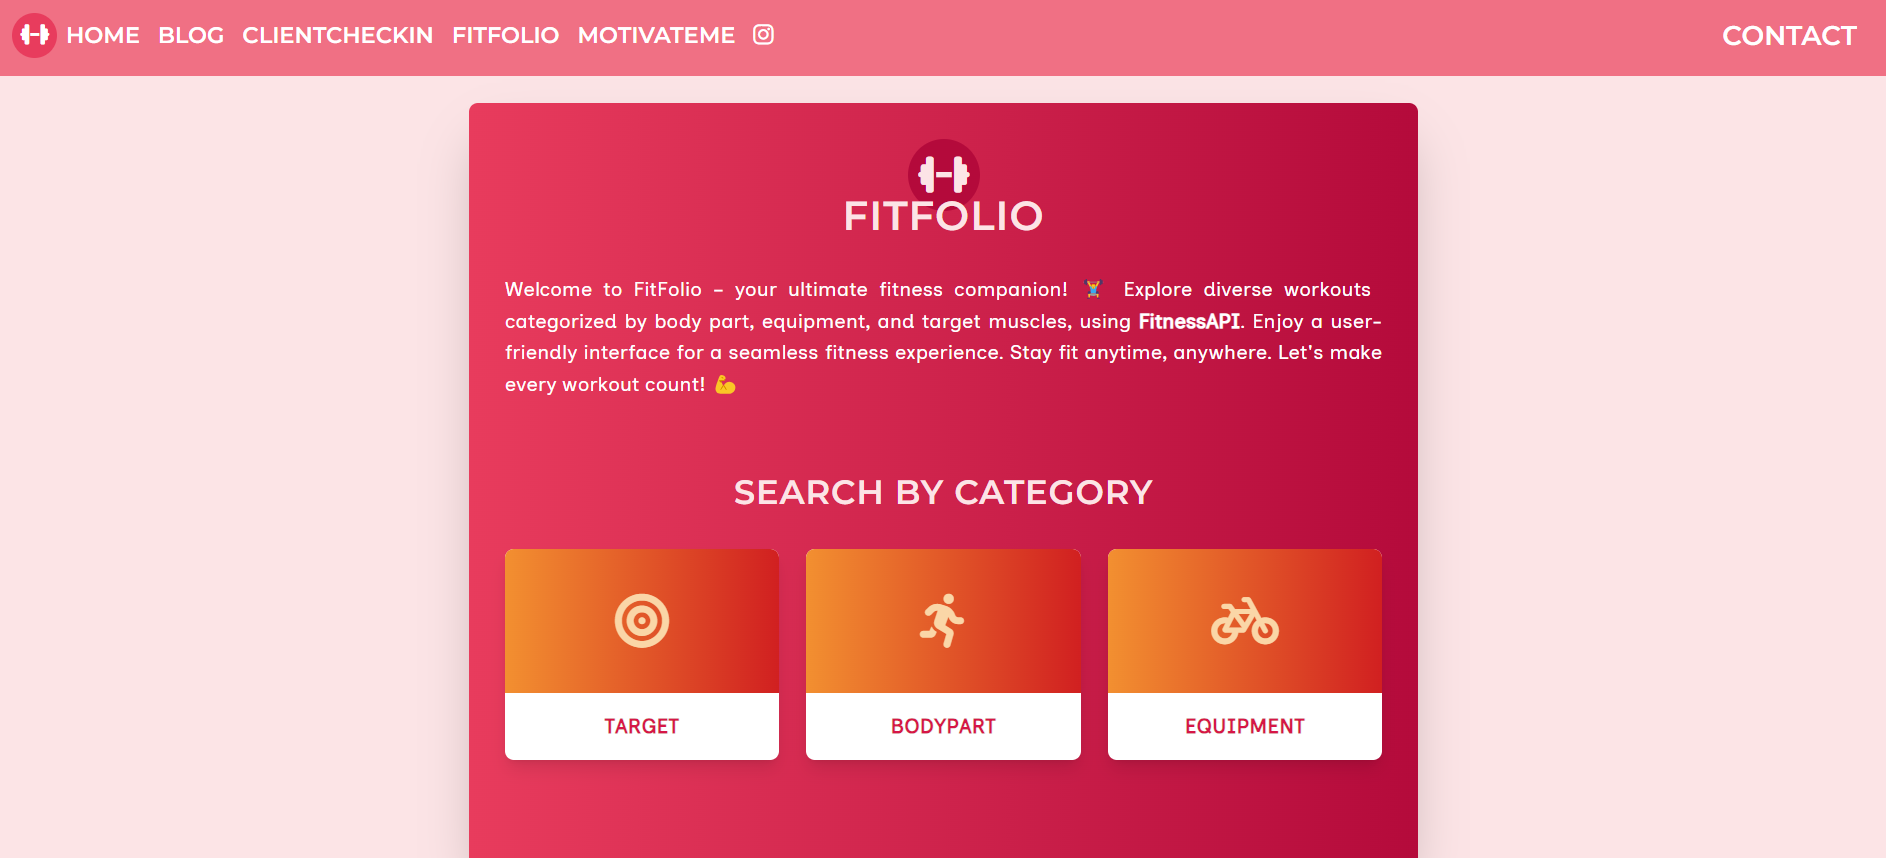 HOME BLOG CLIENTCHECKIN FITFOLIO MOTIVATEME CONTACT
FITFOLIO
Welcome to FitFolio – your ultimate fitness companion! 🏋️ Explore diverse workouts
categorized by body part, equipment, and target muscles, using FitnessAPI. Enjoy a user-
friendly interface for a seamless fitness experience. Stay fit anytime, anywhere. Let's make
every workout count! 💪
SEARCH BY CATEGORY
TARGET BODYPART EQUIPMENT